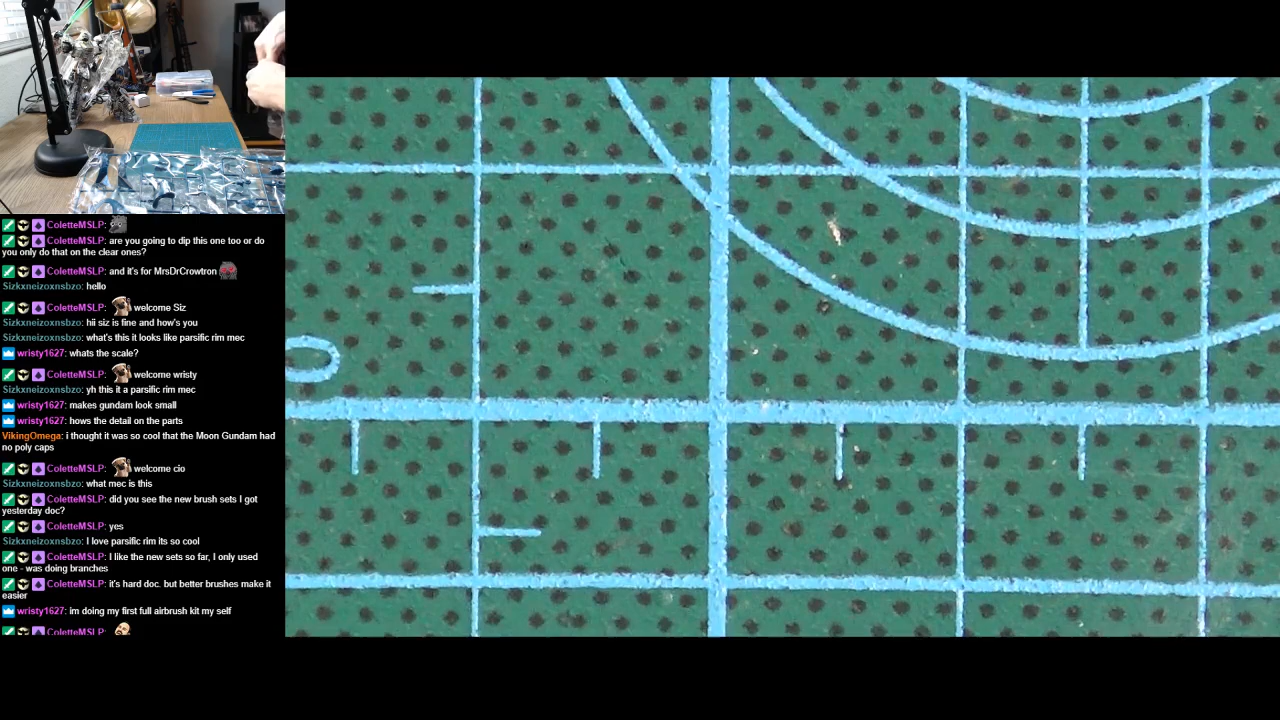 ColetteMSLP:
ColetteMSLP: are you going to dip this one too or do
you only do that on the clear ones?
ColetteMSLP: and it's for MrsDrCrowtron
Sizkxneizoxnsbzo: hello
ColetteMSLP: welcome Siz
Sizkxneizoxnsbzo: hii siz is fine and how's you
Sizkxneizoxnsbzo: what's this it looks like parsific rim mec
wristy1627: whats the scale?
ColetteMSLP: welcome wristy
Sizkxneizoxnsbzo: yh this it a parsific rim mec
wristy1627: makes gundam look small
wristy1627: hows the detail on the parts
VikingOmega: i thought it was so cool that the Moon Gundam had
no poly caps
ColetteMSLP: welcome cio
Sizkxneizoxnsbzo: what mec is this
ColetteMSLP: did you see the new brush sets I got
yesterday doc?
ColetteMSLP: yes
Sizkxneizoxnsbzo: I love parsific rim its so cool
ColetteMSLP: I like the new sets so far, I only used
one - was doing branches
ColetteMSLP: it's hard doc. but better brushes make it
easier
wristy1627: im doing my first full airbrush kit my self
ColetteMSLP: